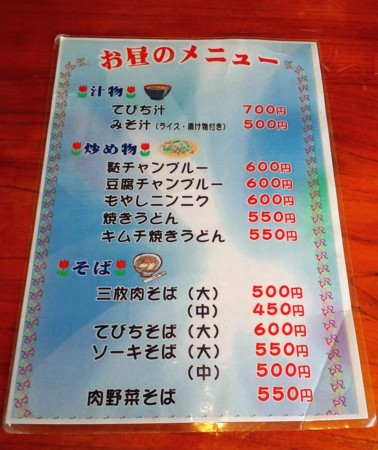 お昼のメニュー
汁物
てびち汁 700円
みそ汁(ライス・漬け物付き) 500円
炒め物
麩チャンプルー 600円
豆腐チャンプルー 600円
もやしニンニク 600円
焼きうどん 550円
キムチ焼きうどん 550円
そば
三枚肉そば(大) 500円
(中) 450円
てびちそば(大) 600円
ソーキそば(大) 550円
(中) 500円
肉野菜そば 550円